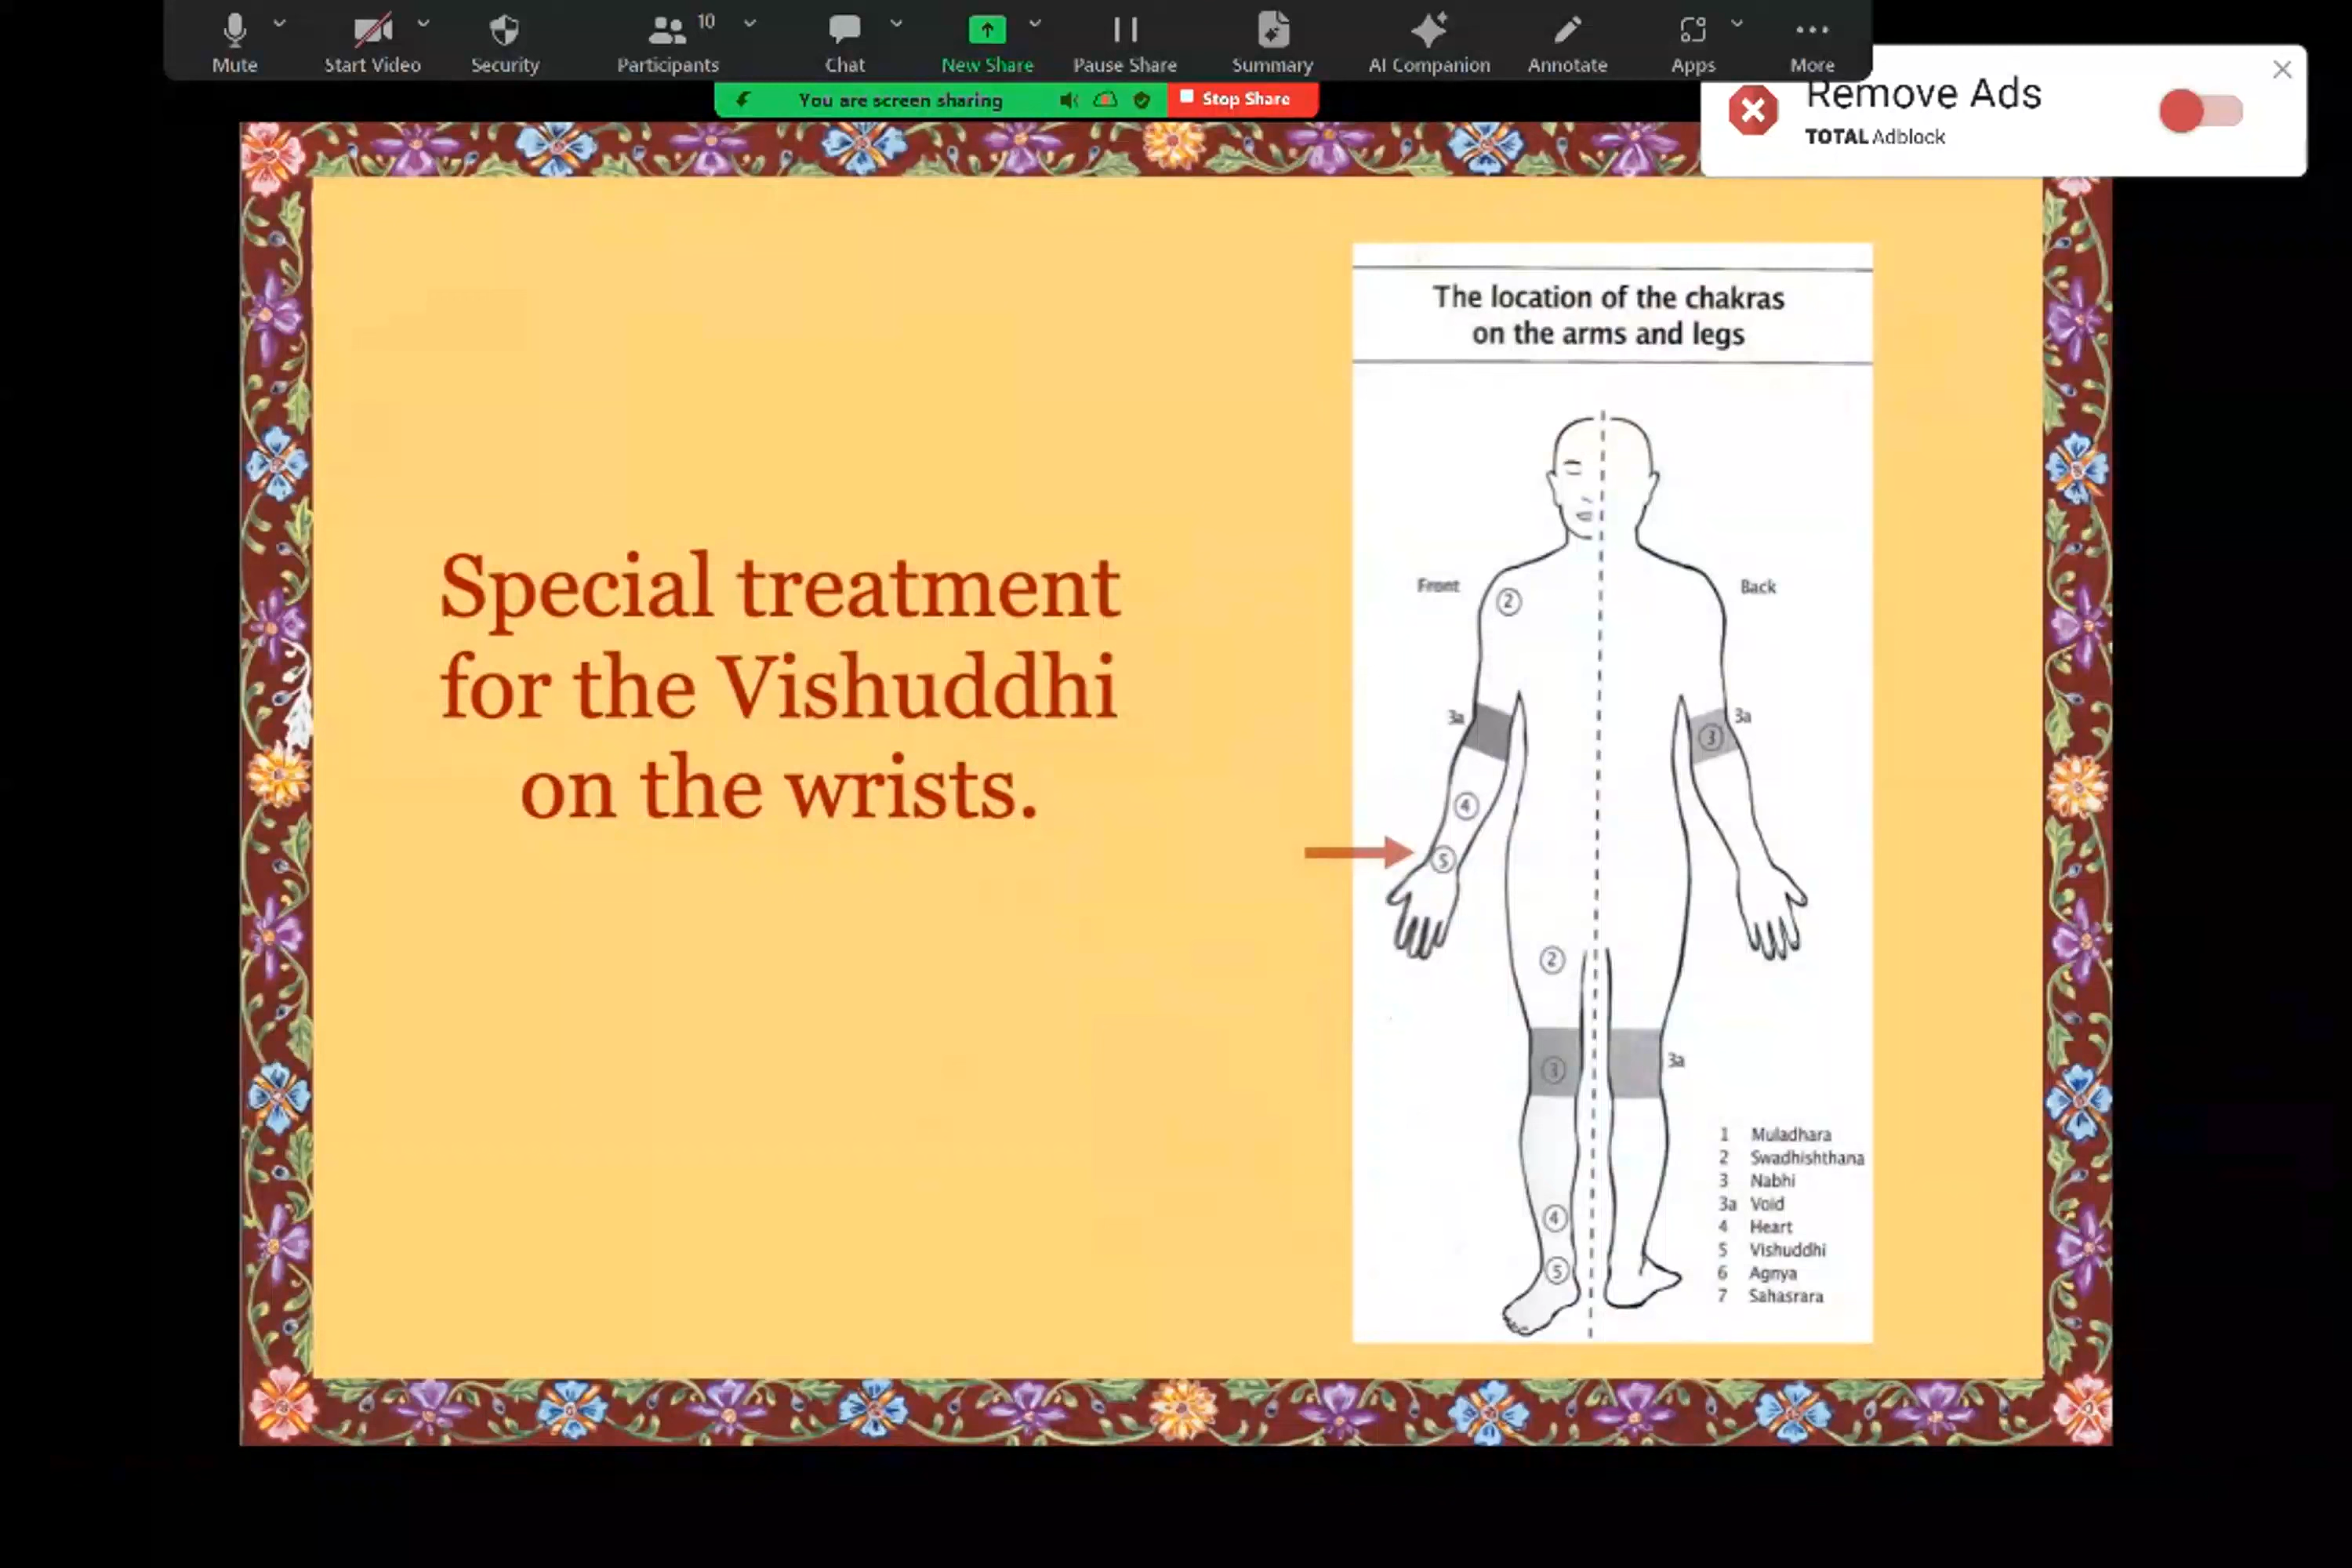 Mute
Start Video
Security
Participants
10
Chat
New Share
Pause Share
Summary
AI Companion
Annotate
Apps
More
You are screen sharing
Stop Share
Remove Ads
TOTAL Adblock
Special treatment
for the Vishuddhi
on the wrists.
The location of the chakras
on the arms and legs
Front
Back
2
3a
3a
3
4
5
2
3
3a
4
5
1 Muladhara
2 Swadhishthana
3 Nabhi
3a Void
4 Heart
5 Vishuddhi
6 Agnya
7 Sahasrara